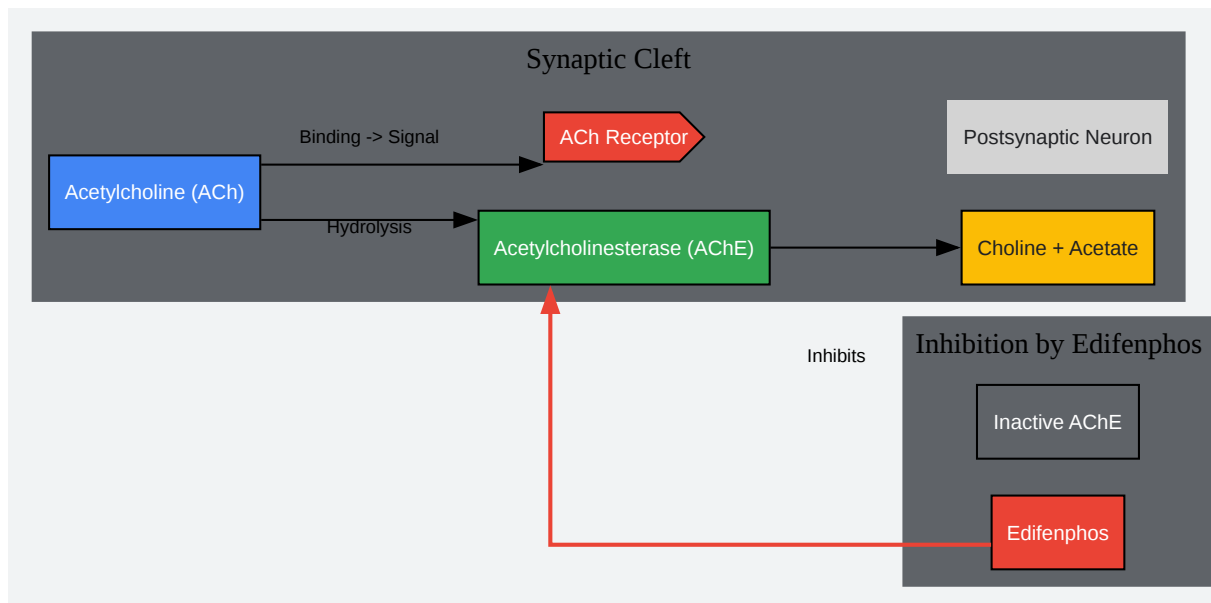 Synaptic Cleft
Binding -> Signal
ACh Receptor
Postsynaptic Neuron
Acetylcholine (ACh)
Hydrolysis
Acetylcholinesterase (AChE)
Choline + Acetate
Inhibition by Edifenphos
Inhibits
Inactive AChE
Edifenphos